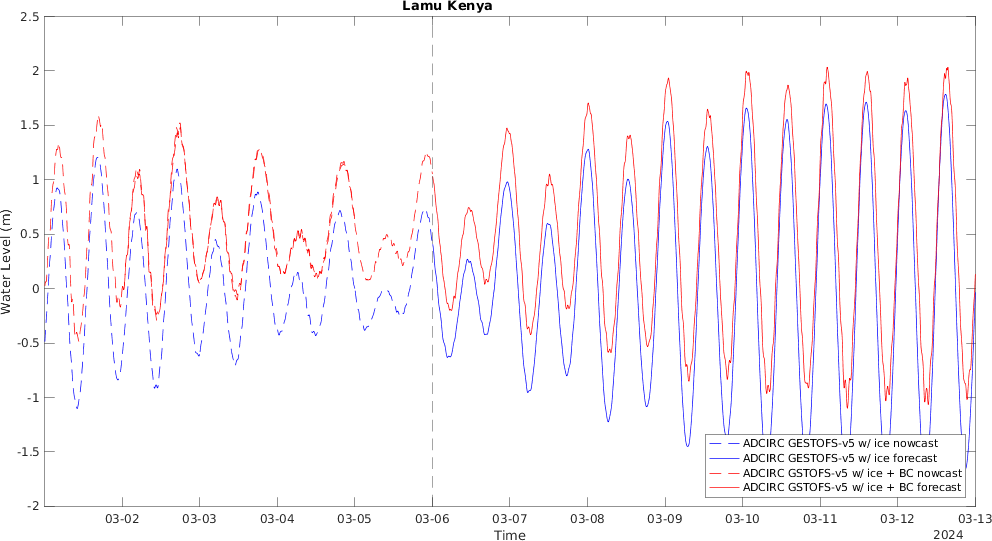 Lamu Kenya
2.5
2
1.5
1
0.5
0
-0.5
-1
-1.5
-2
Water Level (m)
ADCIRC GESTOFS-v5 w/ ice nowcast
ADCIRC GESTOFS-v5 w/ ice forecast
ADCIRC GSTOFS-v5 w/ ice + BC nowcast
ADCIRC GSTOFS-v5 w/ ice + BC forecast
03-02 03-03 03-04 03-05 03-06 03-07 03-08 03-09 03-10 03-11 03-12 03-13
Time
2024